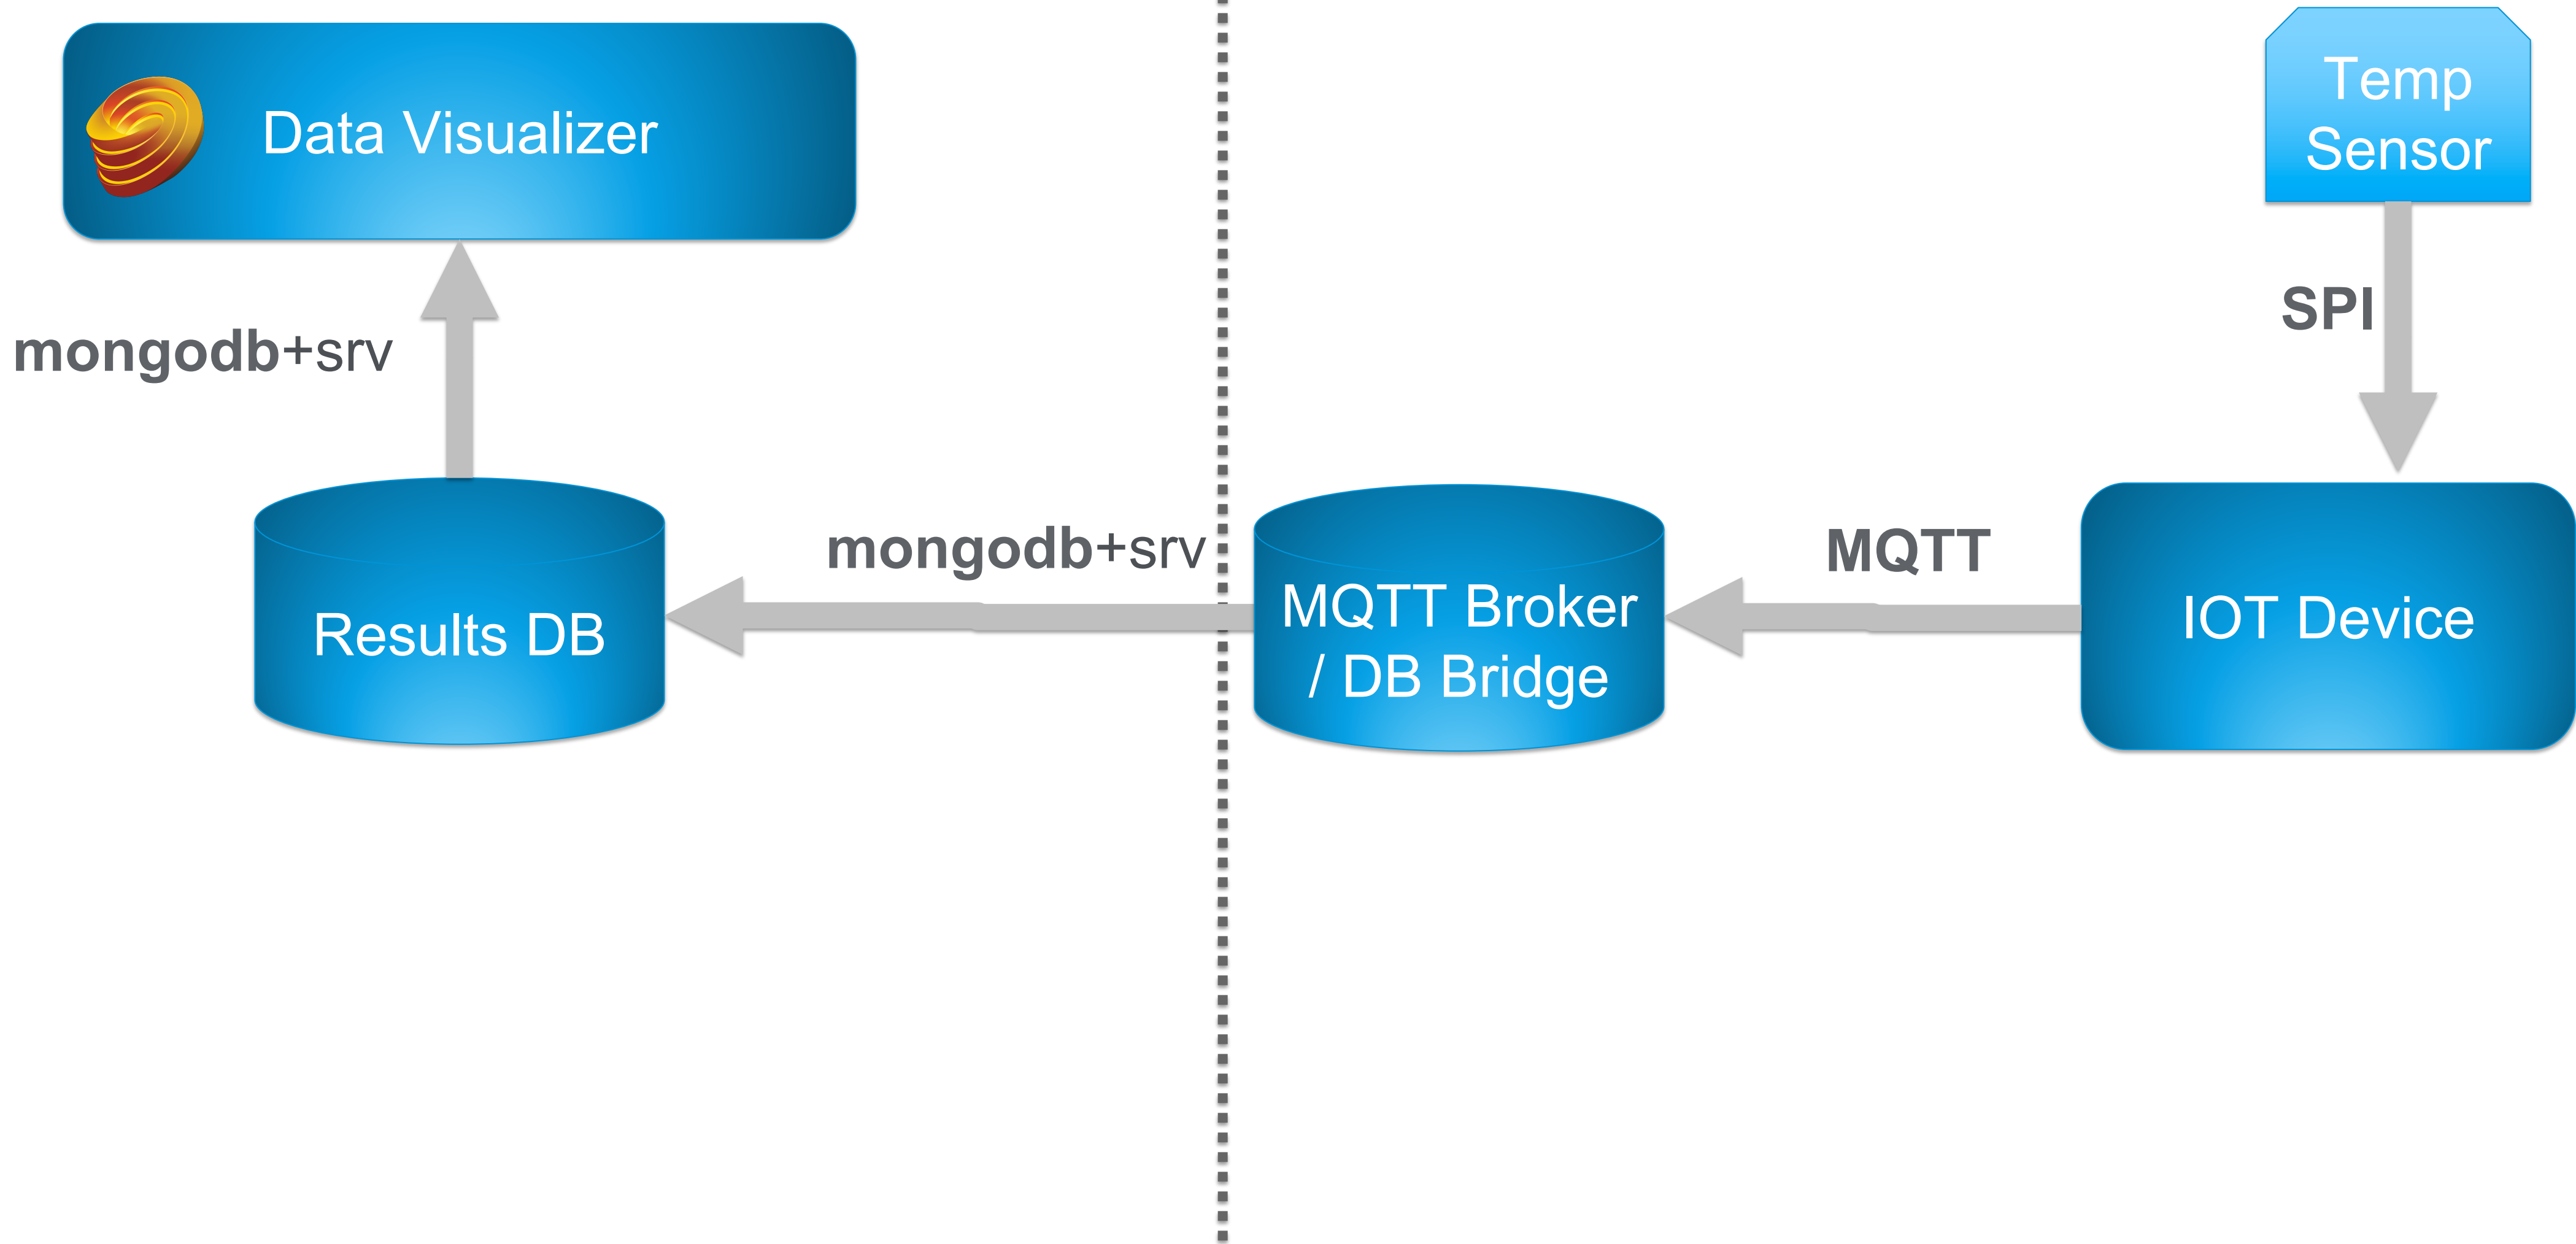 Data Visualizer
Temp
Sensor
SPI
mongodb+srv
mongodb+srv
MQTT
Results DB
MQTT Broker
/ DB Bridge
IOT Device